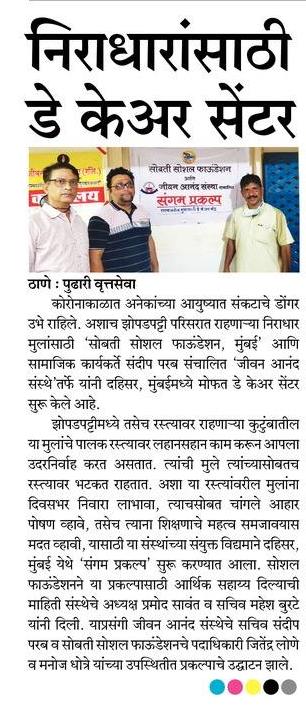 निराधारांसाठी
डे केअर सेंटर
सोबती सोशल फाऊंडेशन
आणि
जीवन आनंद संस्था संचालित
संगम प्रकल्प
ठाणे : पुढारी वृत्तसेवा
कोरोनाकाळात अनेकांच्या आयुष्यात संकटाचे डोंगर
उभे राहिले. अशाच झोपडपट्टी परिसरात राहणाऱ्या निराधार
मुलांसाठी 'सोबती सोशल फाऊंडेशन, मुंबई' आणि
सामाजिक कार्यकर्ते संदीप परब संचालित 'जीवन आनंद
संस्थे'तर्फे यांनी दहिसर, मुंबईमध्ये मोफत डे केअर सेंटर
सुरू केले आहे.
झोपडपट्टीमध्ये तसेच रस्त्यावर राहणाऱ्या कुटुंबातील
या मुलांचे पालक रस्त्यावर लहानसहान काम करून आपला
उदरनिर्वाह करत असतात. त्यांची मुले त्यांच्यासोबतच
रस्त्यावर भटकत राहतात. अशा या रस्त्यांवरील मुलांना
दिवसभर निवारा लाभावा, त्याचसोबत चांगले आहार
पोषण व्हावे, तसेच त्याना शिक्षणाचे महत्व समजावयास
मदत व्हावी, यासाठी या संस्थांच्या संयुक्त विद्यमाने दहिसर,
मुंबई येथे 'संगम प्रकल्प' सुरू करण्यात आला. सोशल
फाऊंडेशनने या प्रकल्पासाठी आर्थिक सहाय्य दिल्याची
माहिती संस्थेचे अध्यक्ष प्रमोद सावंत व सचिव महेश बुरटे
यांनी दिली. याप्रसंगी जीवन आनंद संस्थेचे सचिव संदीप
परब व सोबती सोशल फाऊंडेशनचे पदाधिकारी जितेंद्र लोणे
व मनोज धोत्रे यांच्या उपस्थितीत प्रकल्पाचे उद्घाटन झाले.